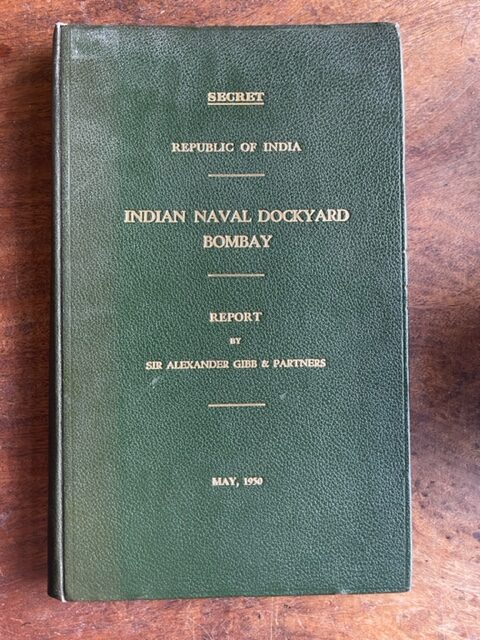 SECRET
REPUBLIC OF INDIA
INDIAN NAVAL DOCKYARD
BOMBAY
REPORT
BY
SIR ALEXANDER GIBB & PARTNERS
MAY, 1950